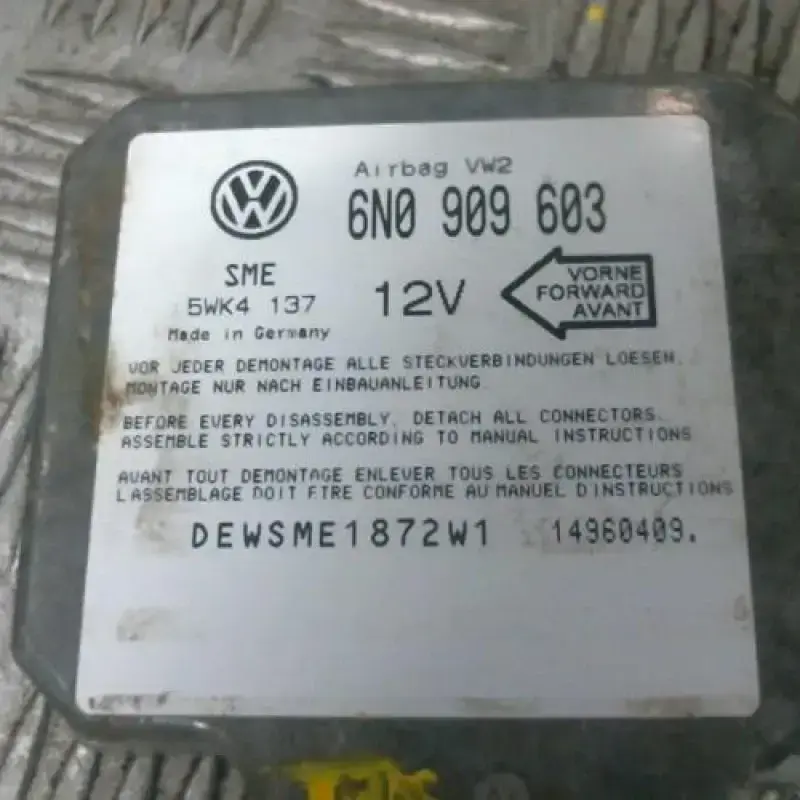 Airbag VW2
6N0 909 603
SME
5WK4 137
12V
VORNE
FORWARD
AVANT
Made in Germany
VOR JEDER DEMONTAGE ALLE STECKVERBINDUNGEN LOESEN.
MONTAGE NUR NACH EINBAUANLEITUNG.
BEFORE EVERY DISASSEMBLY, DETACH ALL CONNECTORS.
ASSEMBLE STRICTLY ACCORDING TO MANUAL INSTRUCTIONS
AVANT TOUT DEMONTAGE ENLEVER TOUS LES CONNECTEURS
L'ASSEMBLAGE DOIT ETRE CONFORME AU MANUEL D'INSTRUCTIONS
DEWSME1872W1 14960409.